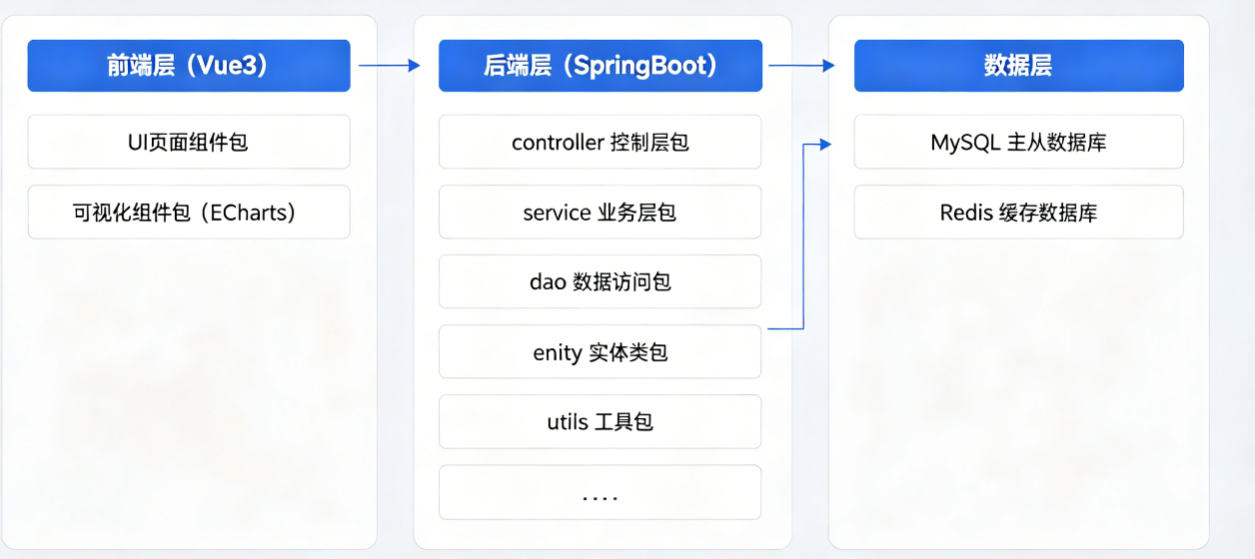 前端层（Vue3）
UI页面组件包
可视化组件包（ECharts）
后端层（SpringBoot）
controller 控制层包
service 业务层包
dao 数据访问包
enity 实体类包
utils 工具包
....
数据层
MySQL 主从数据库
Redis 缓存数据库